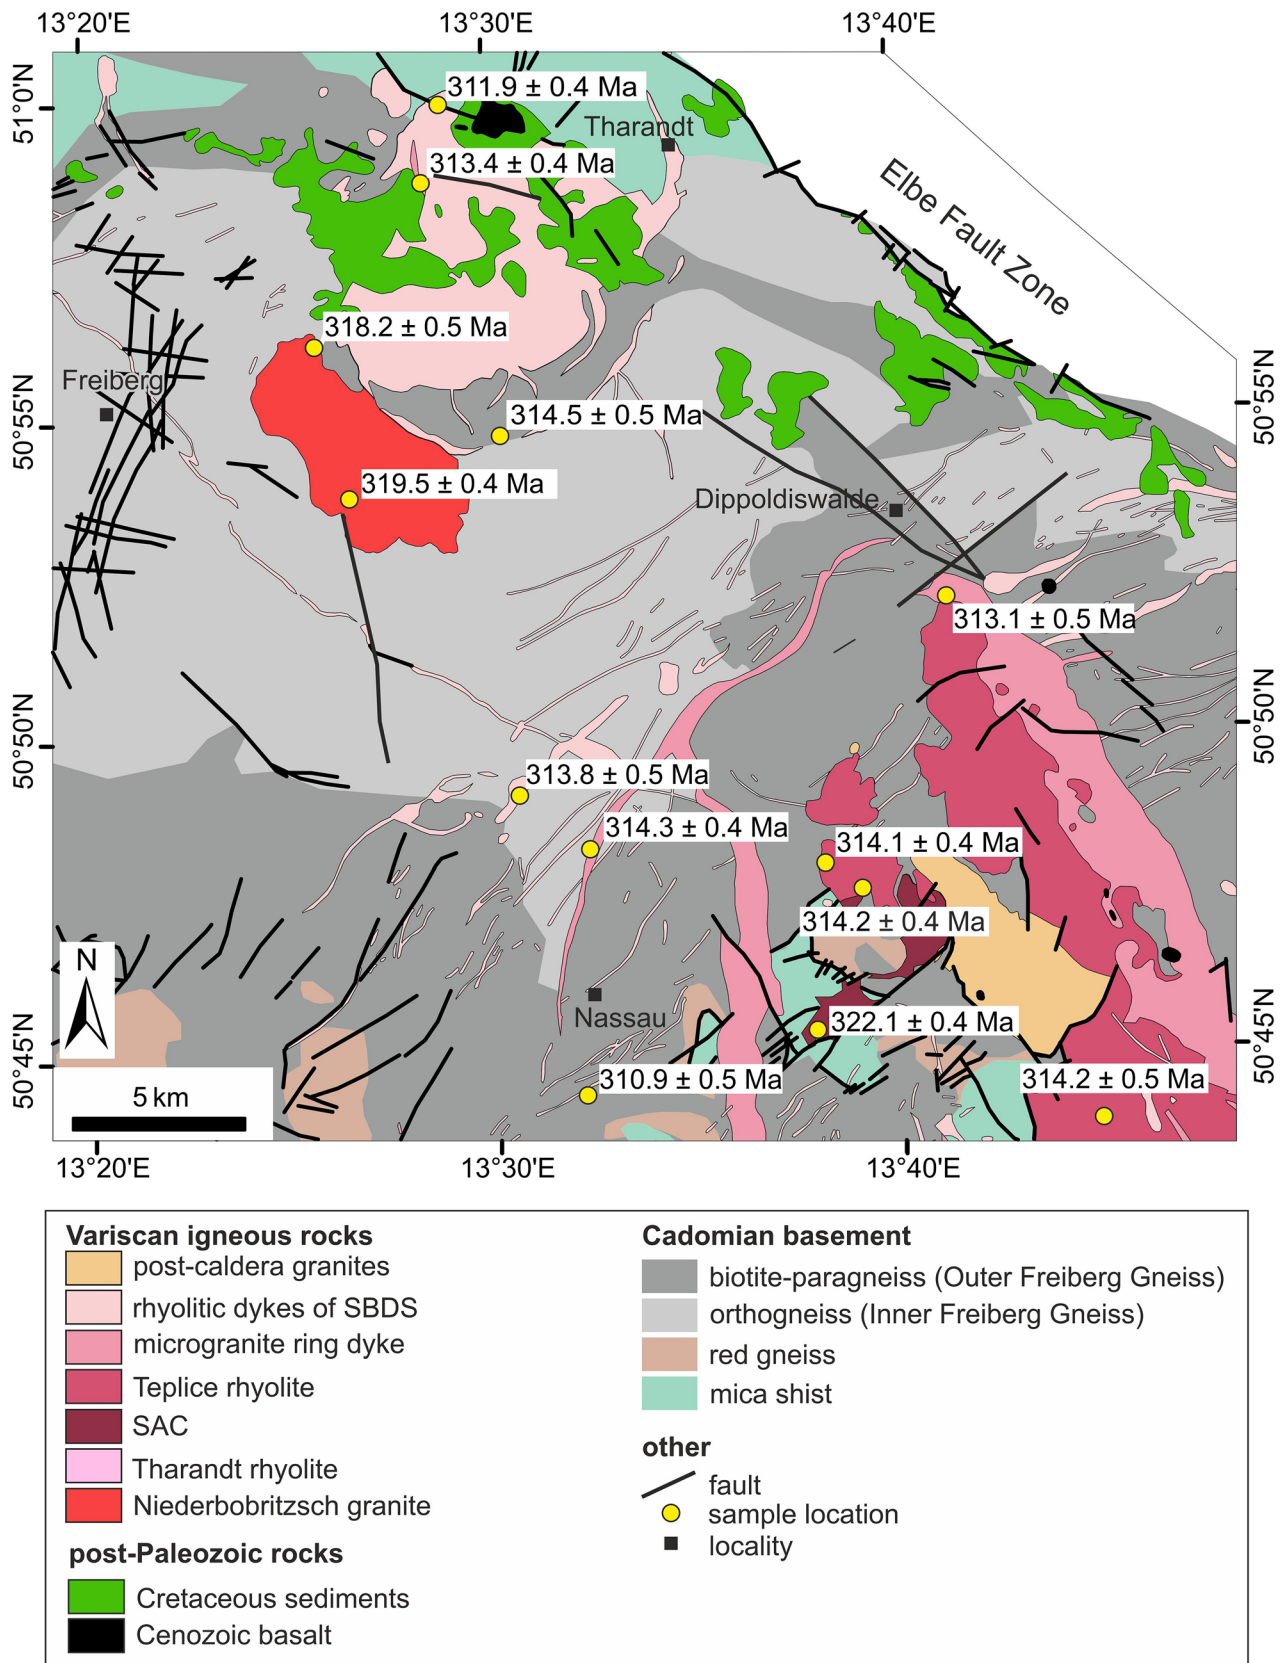 13°20'E
13°30'E
13°40'E
51°0'N
311.9 ± 0.4 Ma
Tharandt
313.4 ± 0.4 Ma
Elbe Fault Zone
318.2 ± 0.5 Ma
Freiberg
50°55'N
50°55'N
314.5 ± 0.5 Ma
319.5 ± 0.4 Ma
Dippoldiswalde
313.1 ± 0.5 Ma
50°50'N
50°50'N
313.8 ± 0.5 Ma
314.3 ± 0.4 Ma
314.1 ± 0.4 Ma
314.2 ± 0.4 Ma
N
Nassau
322.1 ± 0.4 Ma
50°45'N
50°45'N
310.9 ± 0.5 Ma
314.2 ± 0.5 Ma
5 km
13°20'E
13°30'E
13°40'E
Variscan igneous rocks
post-caldera granites
rhyolitic dykes of SBDS
microgranite ring dyke
Teplice rhyolite
SAC
Tharandt rhyolite
Niederbobritzsch granite
post-Paleozoic rocks
Cretaceous sediments
Cenozoic basalt
Cadomian basement
biotite-paragneiss (Outer Freiberg Gneiss)
orthogneiss (Inner Freiberg Gneiss)
red gneiss
mica shist
other
fault
sample location
locality